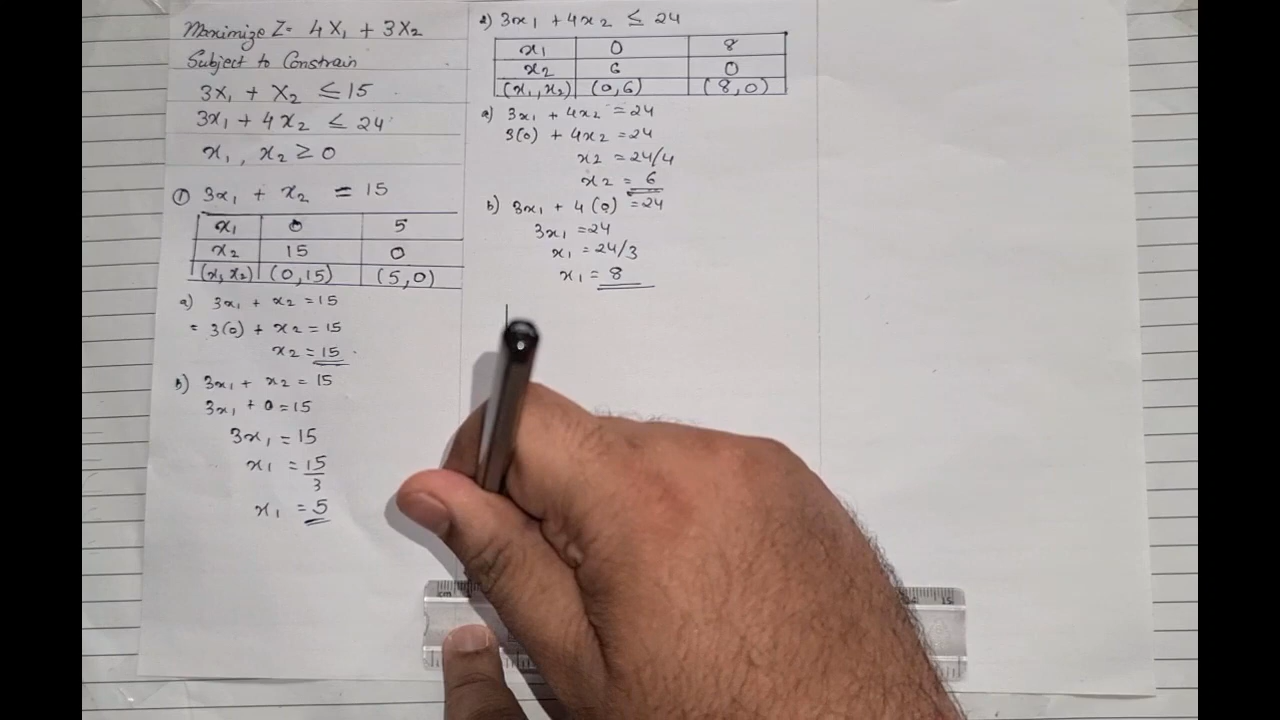 Maximize Z= 4X₁ + 3X₂
Subject to Constrain
3x₁ + X₂ ≤ 15
3x₁ + 4x₂ ≤ 24
x₁, x₂ ≥ 0
① 3x₁ + x₂ = 15
x₁ 0 5
x₂ 15 0
(x₁, x₂) (0,15) (5,0)
a) 3x₁ + x₂ = 15
= 3(0) + x₂ = 15
x₂ = 15
b) 3x₁ + x₂ = 15
3x₁ + 0 = 15
3x₁ = 15
x₁ = 15
3
x₁ = 5
2) 3x₁ + 4x₂ ≤ 24
x₁ 0 8
x₂ 6 0
(x₁, x₂) (0,6) (8,0)
a) 3x₁ + 4x₂ = 24
3(0) + 4x₂ = 24
x₂ = 24/4
x₂ = 6
b) 3x₁ + 4(0) = 24
3x₁ = 24
x₁ = 24/3
x₁ = 8
cm 15